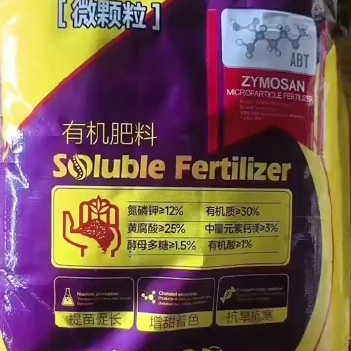 [微颗粒]
ABT
ZYMOSAN
MICROPARTICLE FERTILIZER
有机肥料
Soluble Fertilizer
氮磷钾≥12% 有机质≥30%
黄腐酸≥25% 中量元素钙镁≥3%
酵母多糖≥1.5% 有机酸≥1%
提苗促长 增甜着色 抗旱抗寒